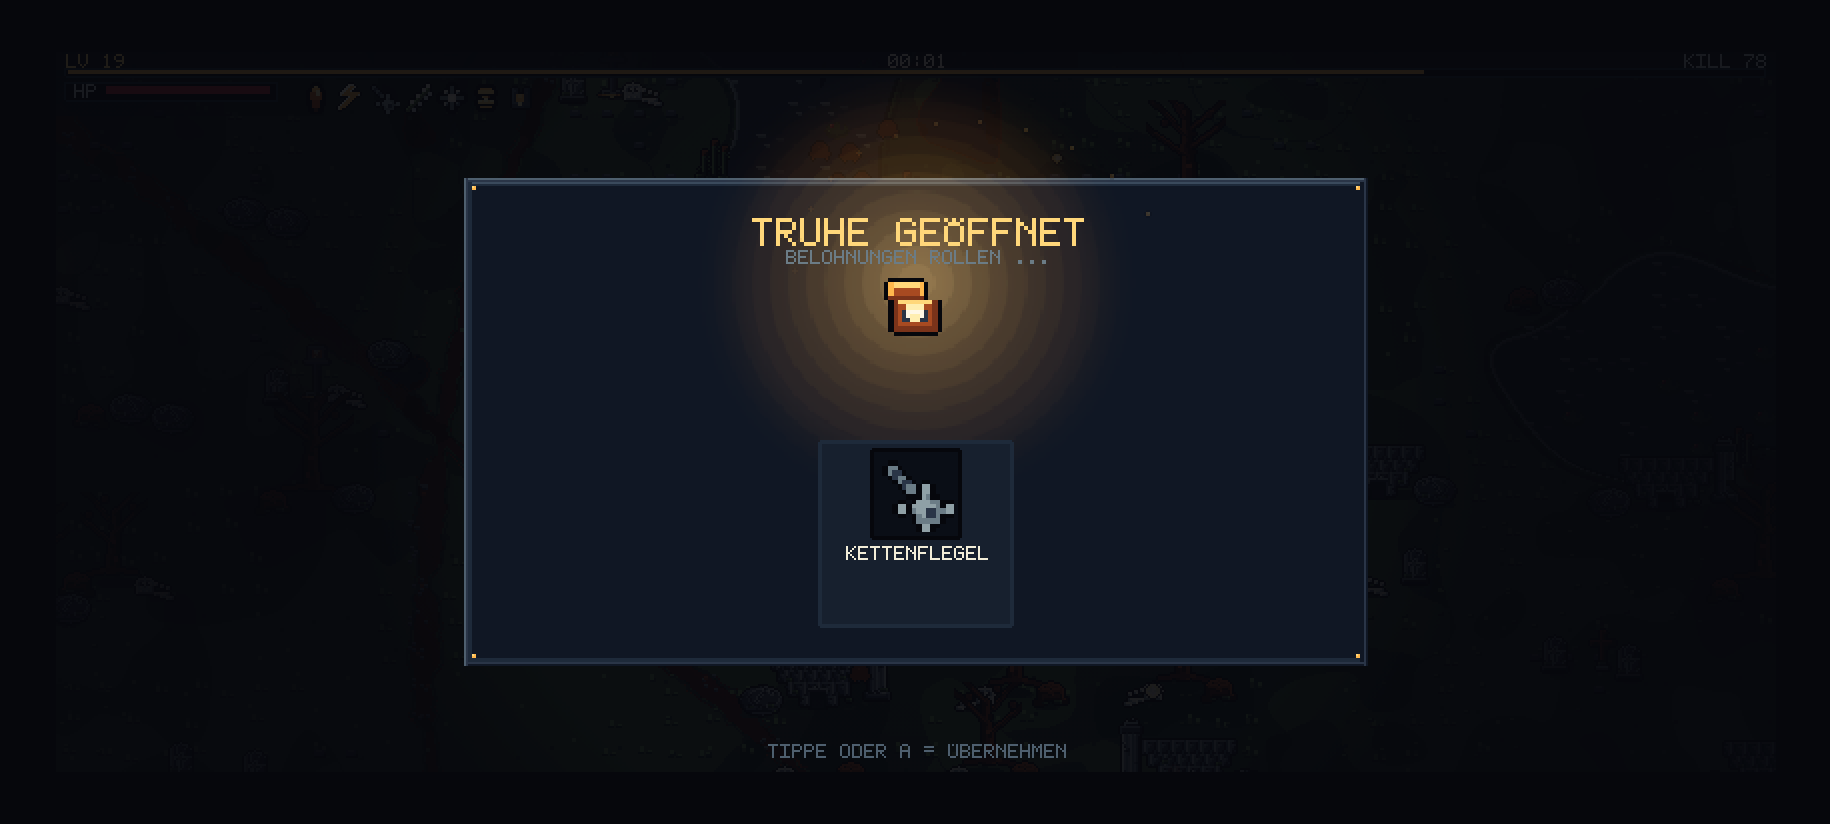 LV 19 00:01 KILL 78
HP
TRUHE GEÖFFNET
BELOHNUNGEN ROLLEN ...
KETTENFLEGEL
TIPPE ODER A = ÜBERNEHMEN